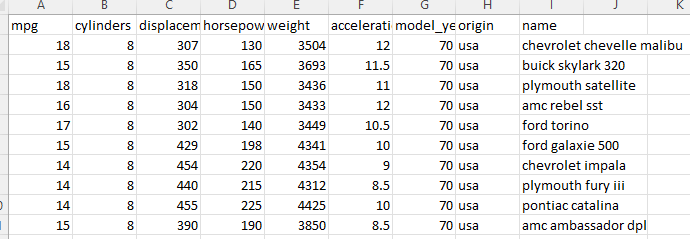 A B C D E F G H I J K
mpg cylinders displacem horsepow weight accelerati model_ye origin name
18 8 307 130 3504 12 70 usa chevrolet chevelle malibu
15 8 350 165 3693 11.5 70 usa buick skylark 320
18 8 318 150 3436 11 70 usa plymouth satellite
16 8 304 150 3433 12 70 usa amc rebel sst
17 8 302 140 3449 10.5 70 usa ford torino
15 8 429 198 4341 10 70 usa ford galaxie 500
14 8 454 220 4354 9 70 usa chevrolet impala
14 8 440 215 4312 8.5 70 usa plymouth fury iii
14 8 455 225 4425 10 70 usa pontiac catalina
15 8 390 190 3850 8.5 70 usa amc ambassador dpl